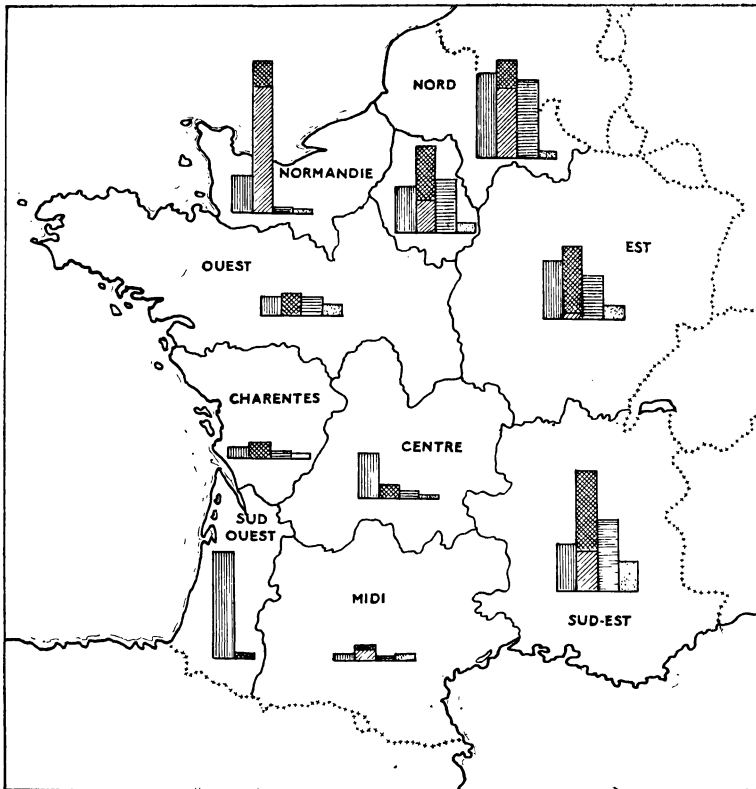 NORD
NORMANDIE
EST
OUEST
CHARENTES
CENTRE
SUD
OUEST
MIDI
SUD-EST